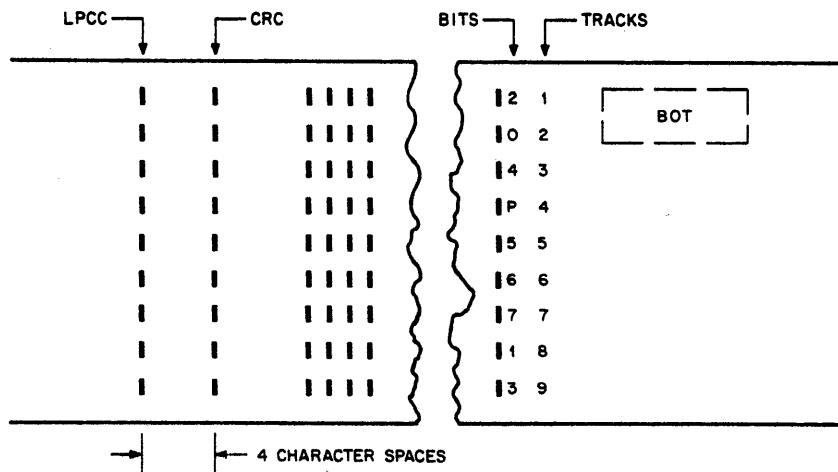 LPCC CRC BITS TRACKS
2 1 BOT
0 2
4 3
P 4
5 5
6 6
7 7
1 8
3 9
4 CHARACTER SPACES